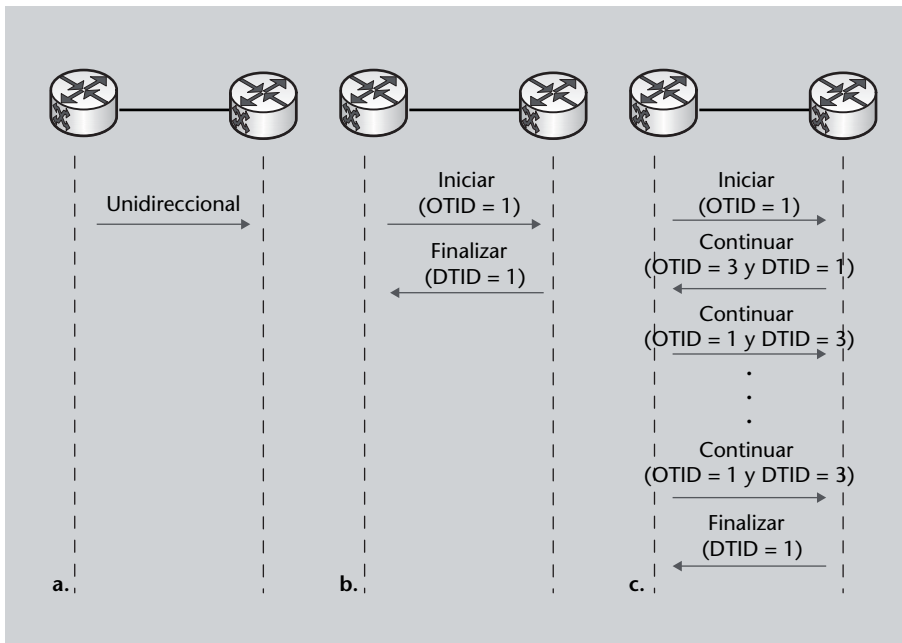 Unidireccional
a.
Iniciar
(OTID = 1)
Finalizar
(DTID = 1)
b.
Iniciar
(OTID = 1)
Continuar
(OTID = 3 y DTID = 1)
Continuar
(OTID = 1 y DTID = 3)
.
.
.
Continuar
(OTID = 1 y DTID = 3)
Finalizar
(DTID = 1)
c.